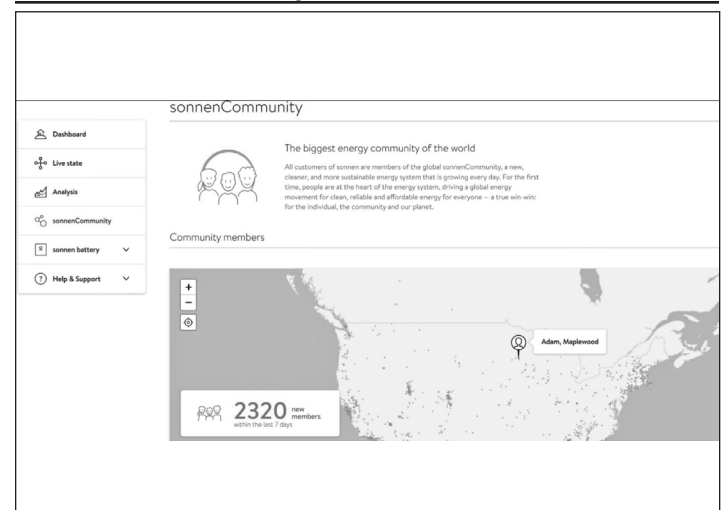 sonnenCommunity
Dashboard
Live state
Analysis
sonnenCommunity
sonnen battery
Help & Support
The biggest energy community of the world
All customers of sonnen are members of the global sonnenCommunity, a new,
cleaner, and more sustainable energy system that is growing every day. For the first
time, people are at the heart of the energy system, driving a global energy
movement for clean, reliable and affordable energy for everyone — a true win-win:
for the individual, the community and our planet.
Community members
+
−
Adam, Maplewood
2320 new members
within the last 7 days